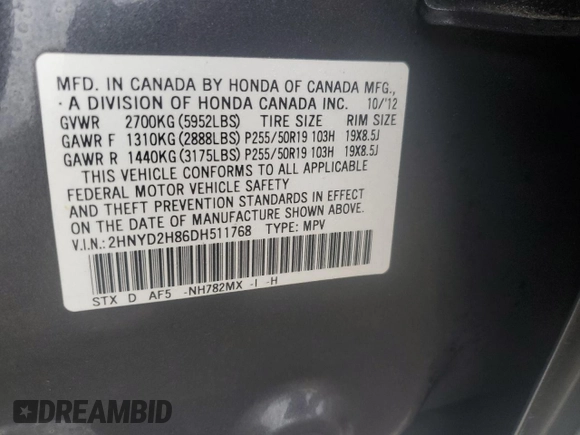 MFD. IN CANADA BY HONDA OF CANADA MFG.,
A DIVISION OF HONDA CANADA INC. 10/'12
GVWR 2700KG (5952LBS) TIRE SIZE RIM SIZE
GAWR F 1310KG (2888LBS) P255/50R19 103H 19X8.5J
GAWR R 1440KG (3175LBS) P255/50R19 103H 19X8.5J
THIS VEHICLE CONFORMS TO ALL APPLICABLE
FEDERAL MOTOR VEHICLE SAFETY
AND THEFT PREVENTION STANDARDS IN EFFECT
ON THE DATE OF MANUFACTURE SHOWN ABOVE.
V.I.N.: 2HNYD2H86DH511768 TYPE: MPV
STX D AF5 -NH782MX -I -H
DREAMBID